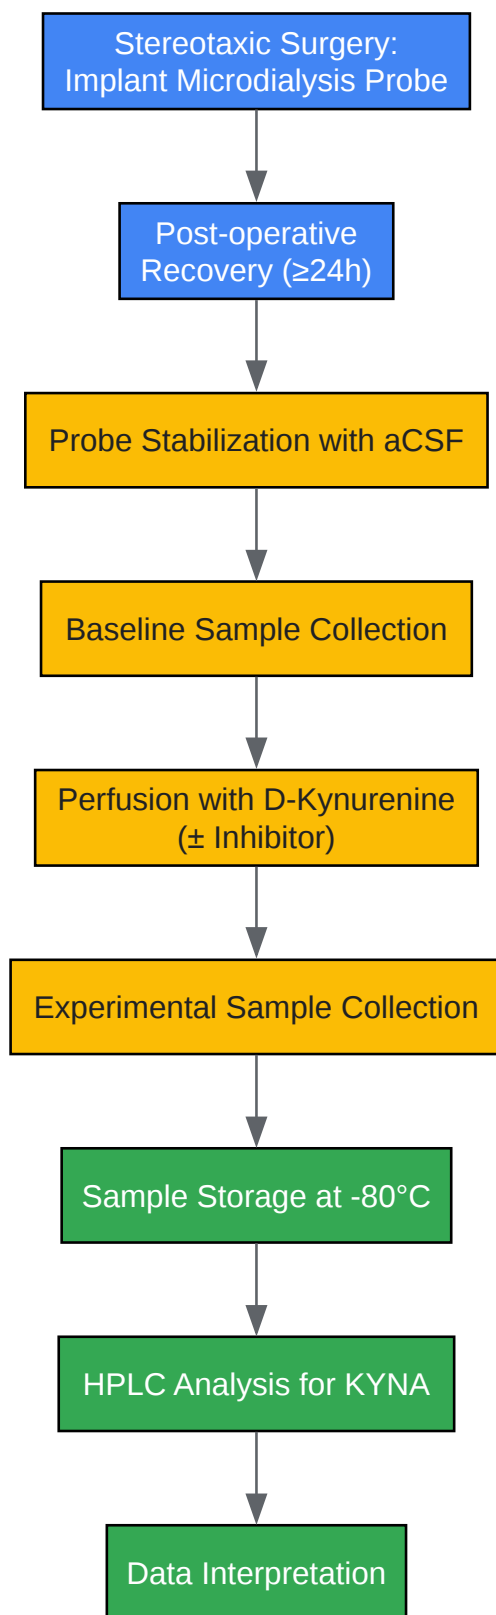 Stereotaxic Surgery:
Implant Microdialysis Probe
Post-operative
Recovery (≥24h)
Probe Stabilization with aCSF
Baseline Sample Collection
Perfusion with D-Kynurenine
(± Inhibitor)
Experimental Sample Collection
Sample Storage at -80°C
HPLC Analysis for KYNA
Data Interpretation